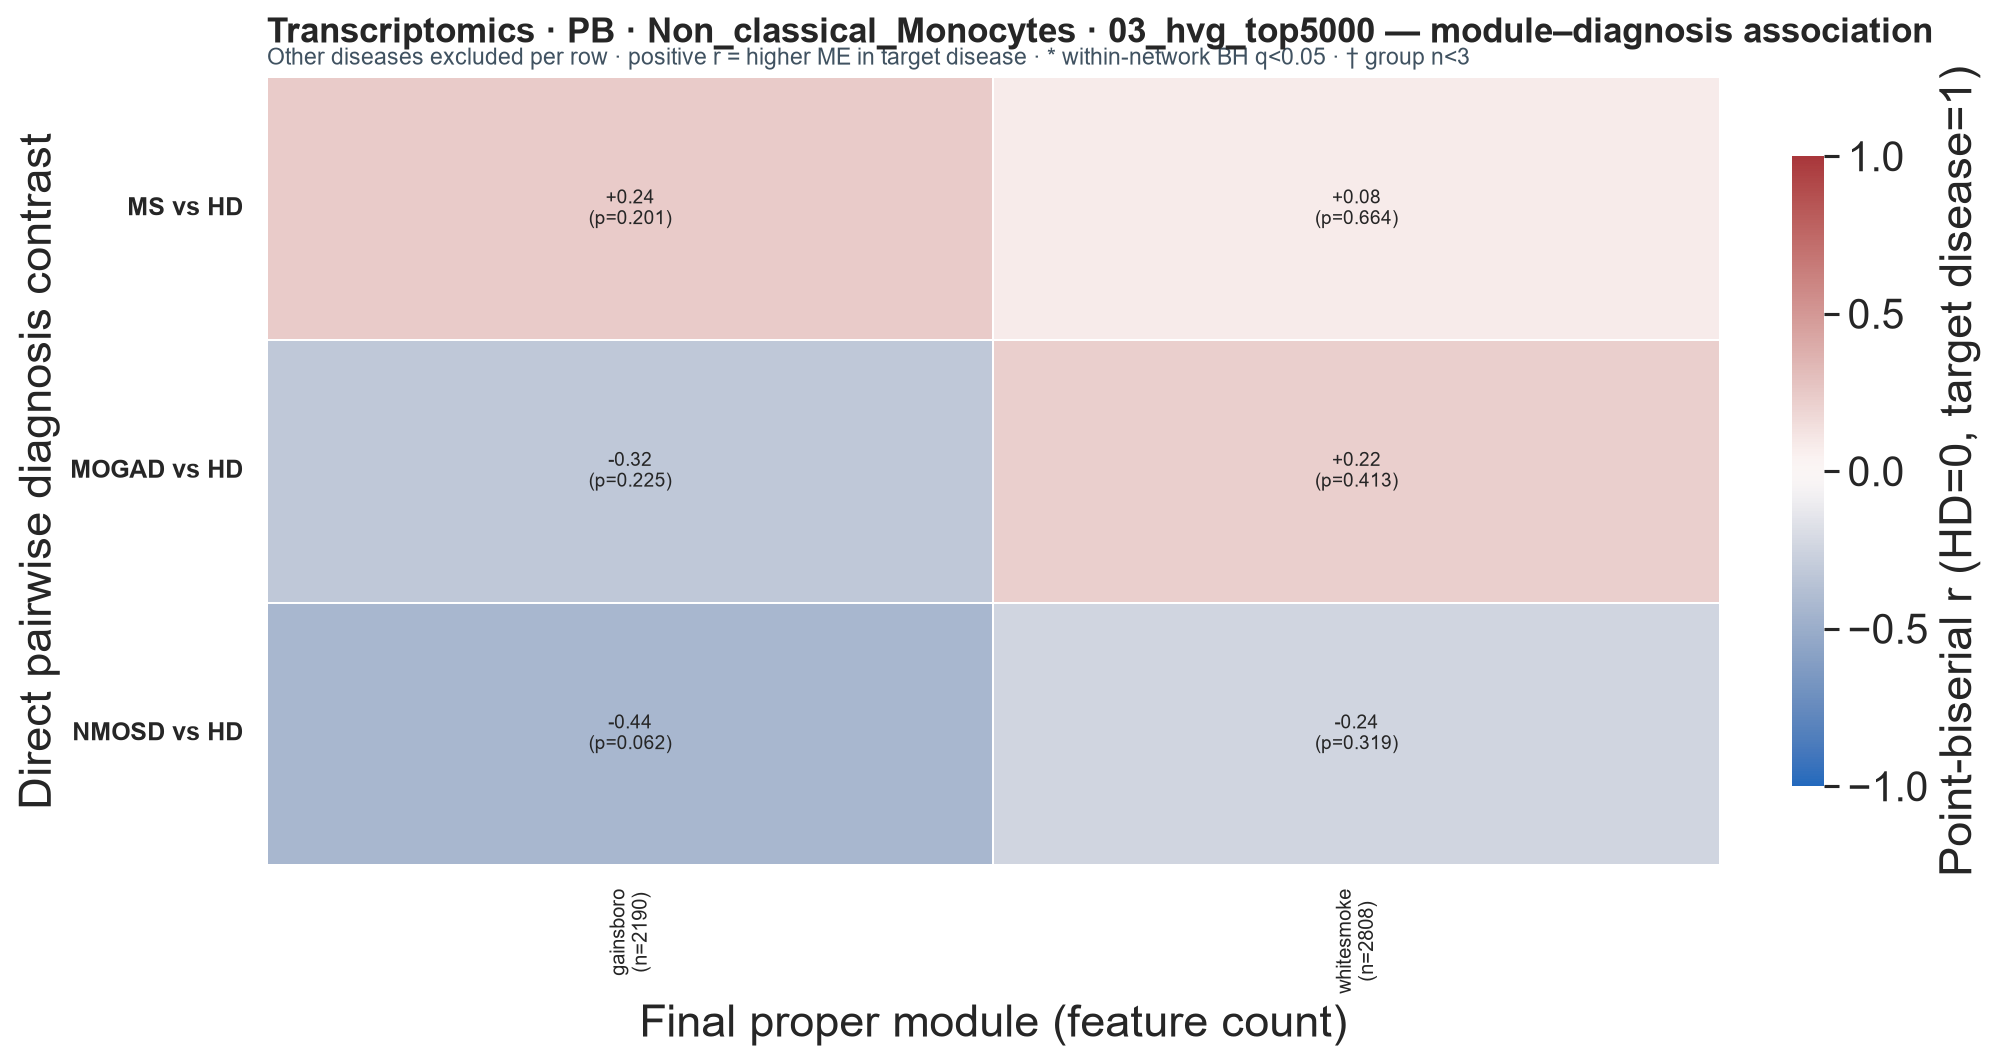 Transcriptomics · PB · Non_classical_Monocytes · 03_hvg_top5000 — module–diagnosis association
Other diseases excluded per row · positive r = higher ME in target disease · * within-network BH q<0.05 · † group n<3
Direct pairwise diagnosis contrast
MS vs HD
+0.24
(p=0.201)
+0.08
(p=0.664)
MOGAD vs HD
-0.32
(p=0.225)
+0.22
(p=0.413)
NMOSD vs HD
-0.44
(p=0.062)
-0.24
(p=0.319)
gainsboro
(n=2190)
whitesmoke
(n=2808)
Final proper module (feature count)
1.0
0.5
0.0
−0.5
−1.0
Point-biserial r (HD=0, target disease=1)